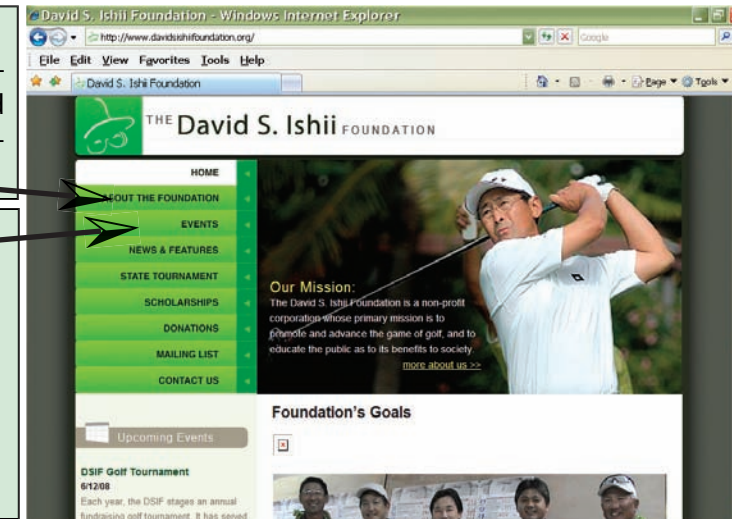 David S. Ishii Foundation - Windows Internet Explorer
http://www.davidsishiifoundation.org/
Google
File Edit View Favorites Tools Help
David S. Ishii Foundation
Page Tools
THE David S. Ishii FOUNDATION
HOME
ABOUT THE FOUNDATION
EVENTS
NEWS & FEATURES
STATE TOURNAMENT
SCHOLARSHIPS
DONATIONS
MAILING LIST
CONTACT US
Our Mission:
The David S. Ishii Foundation is a non-profit
corporation whose primary mission is to
promote and advance the game of golf, and to
educate the public as to its benefits to society.
more about us >>
Foundation's Goals
Upcoming Events
DSIF Golf Tournament
6/12/08
Each year, the DSIF stages an annual
fundraising golf tournament. It has served